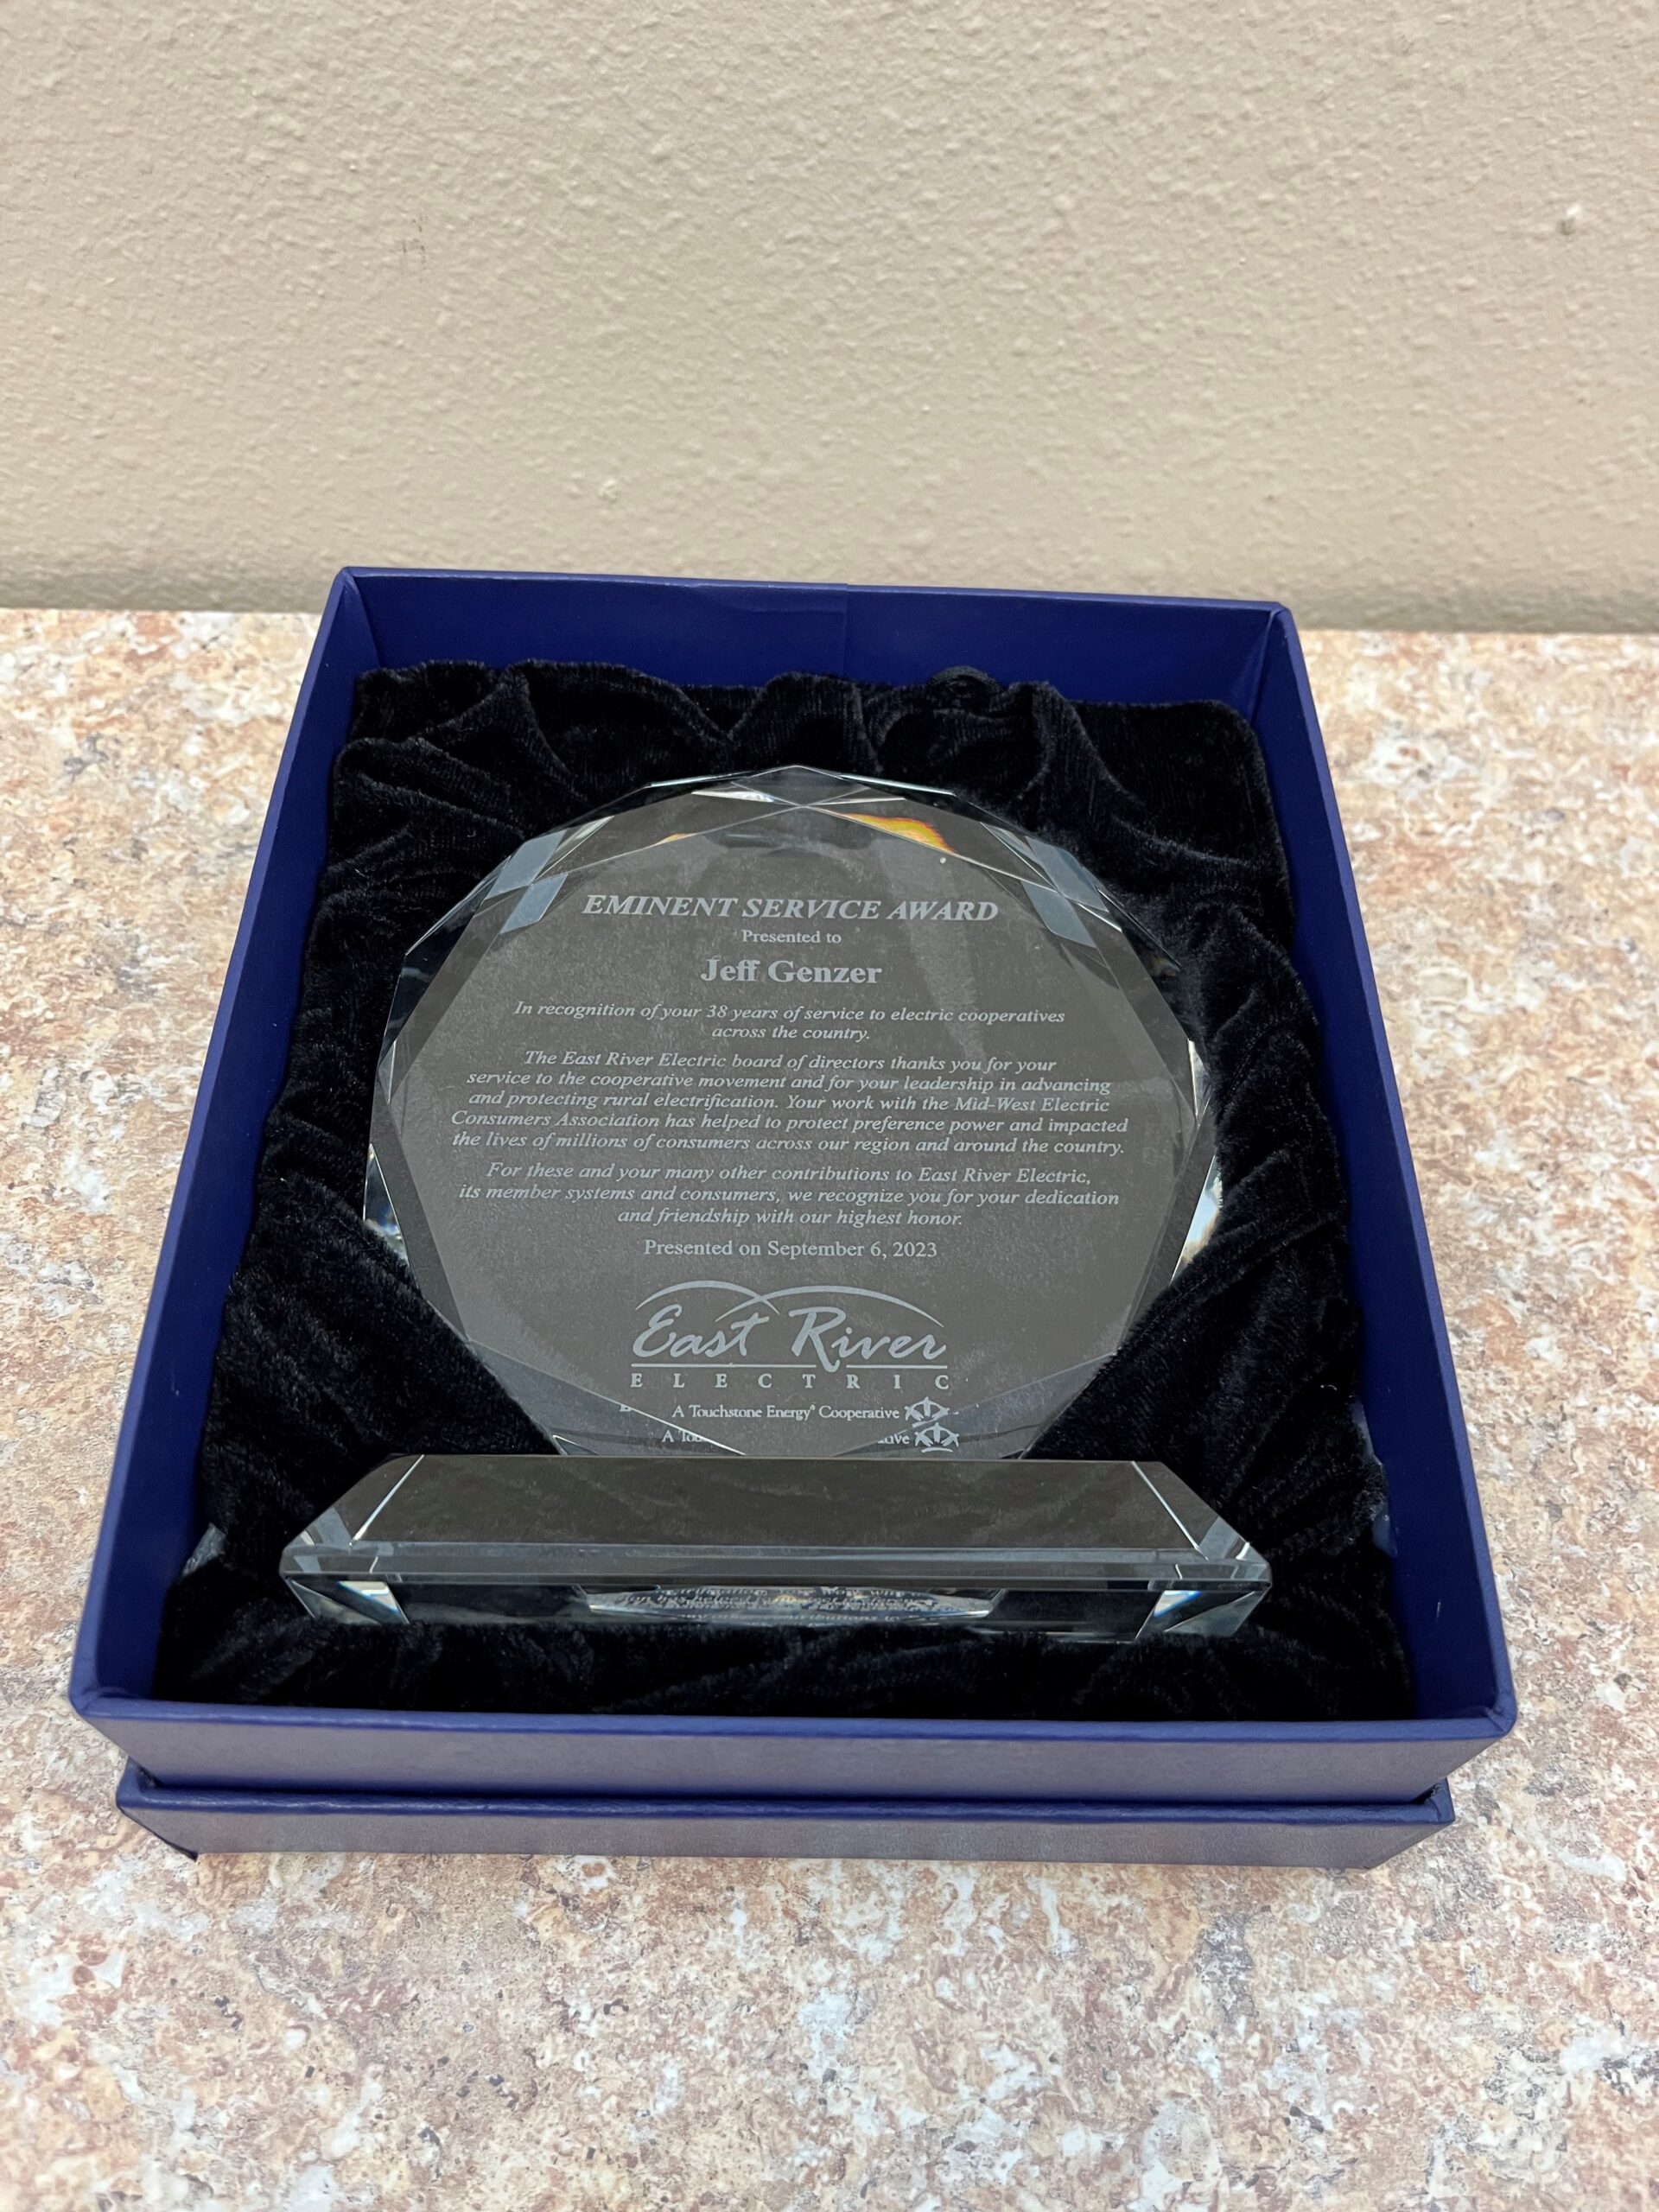 EMINENT SERVICE AWARD
Presented to
Jeff Genzer
In recognition of your 38 years of service to electric cooperatives
across the country.
The East River Electric board of directors thanks you for your
service to the cooperative movement and for your leadership in advancing
and protecting rural electrification. Your work with the Mid-West Electric
Consumers Association has helped to protect preference power and impacted
the lives of millions of consumers across our region and around the country.
For these and your many other contributions to East River Electric,
its member systems and consumers, we recognize you for your dedication
and friendship with our highest honor.
Presented on September 6, 2023
East River
ELECTRIC
A Touchstone Energy® Cooperative